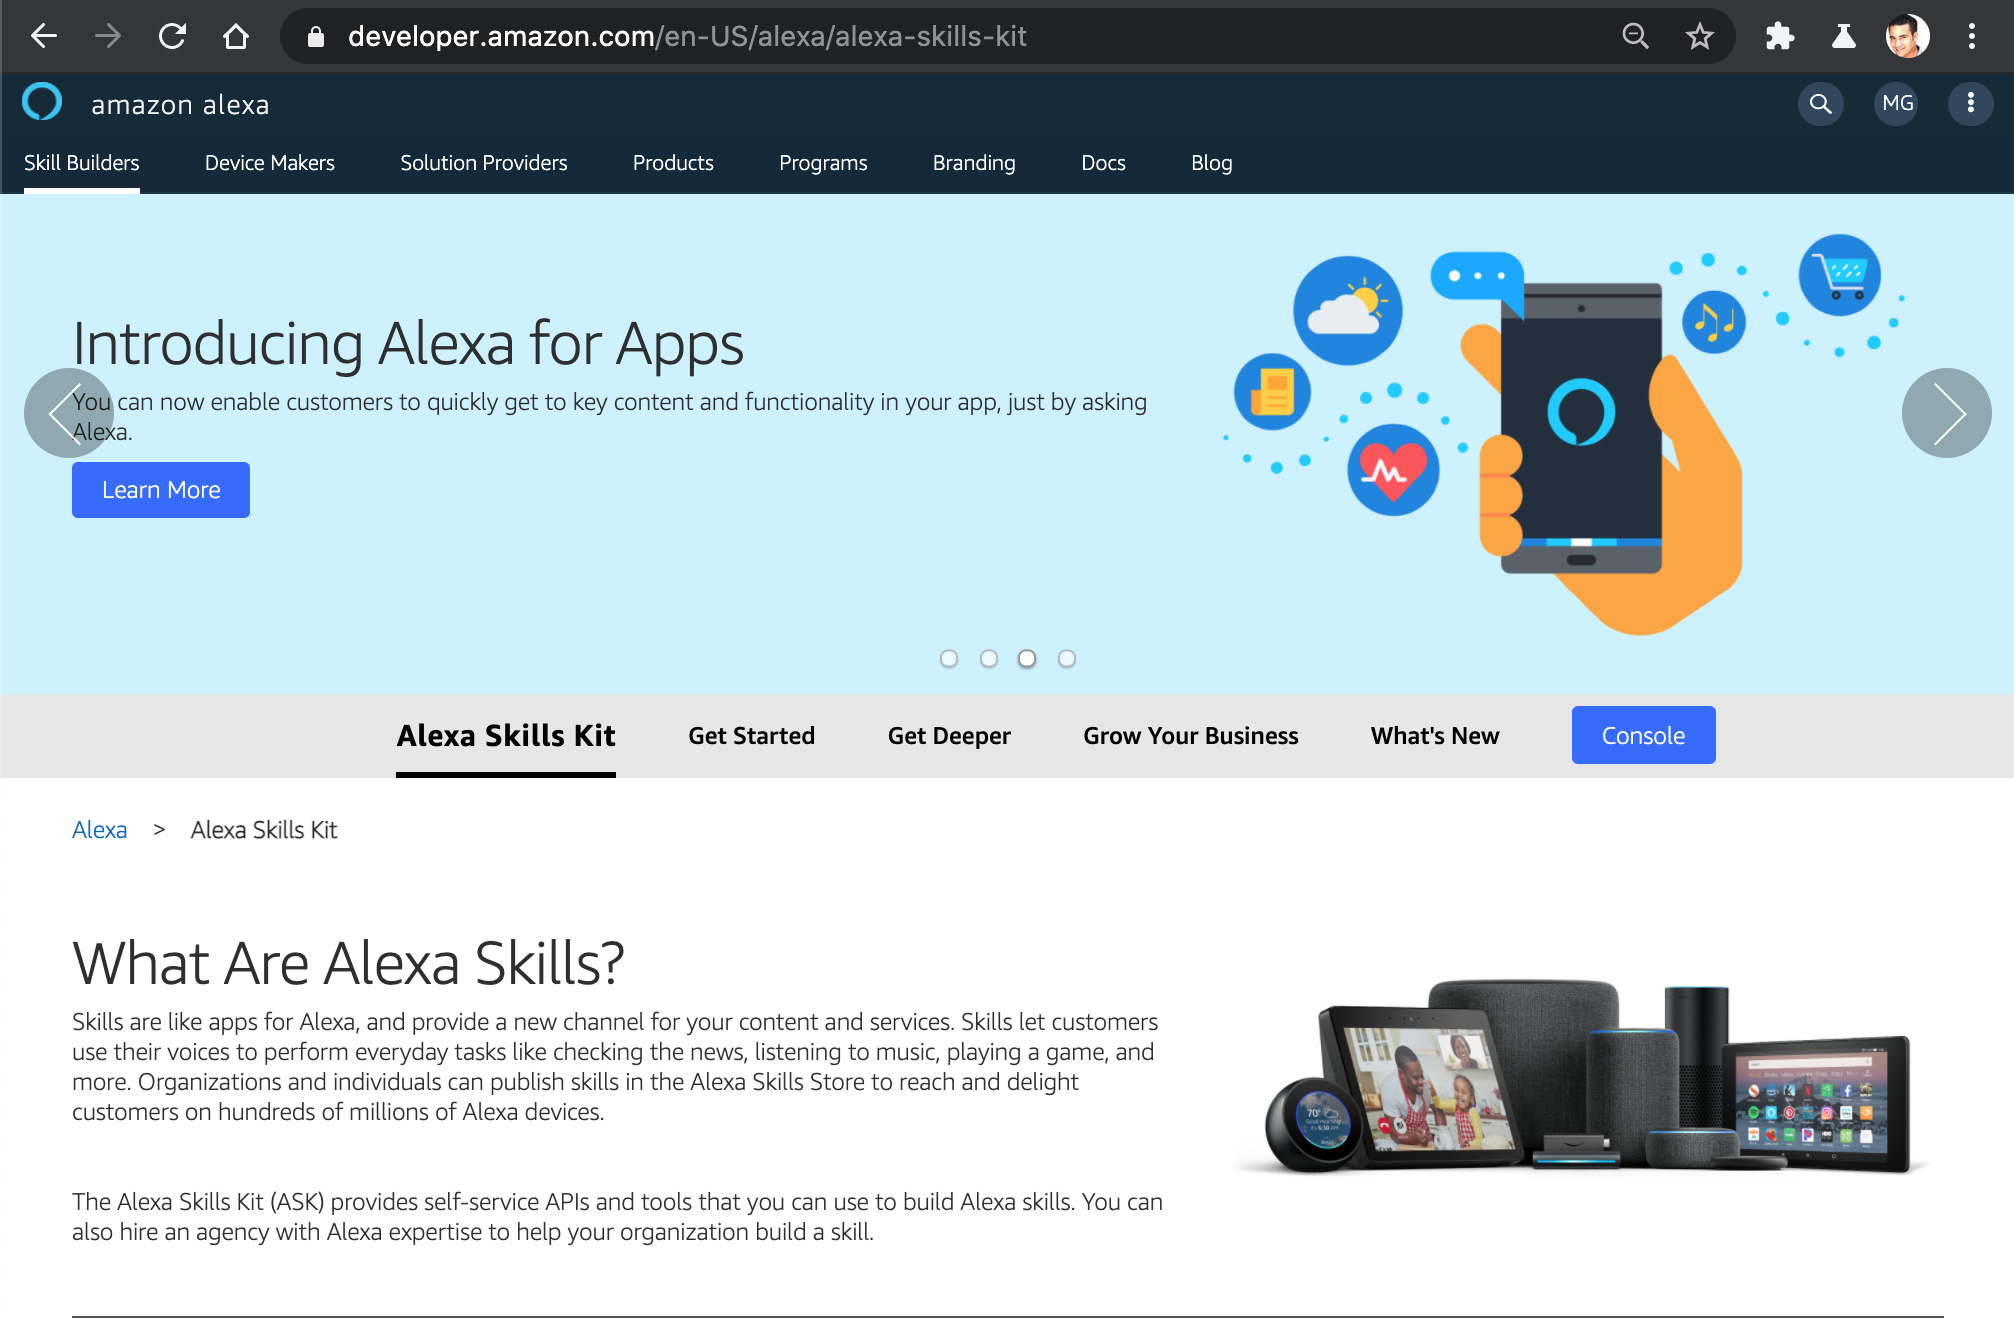 developer.amazon.com/en-US/alexa/alexa-skills-kit
amazon alexa
MG
Skill Builders
Device Makers
Solution Providers
Products
Programs
Branding
Docs
Blog
Introducing Alexa for Apps
You can now enable customers to quickly get to key content and functionality in your app, just by asking
Alexa.
Learn More
Alexa Skills Kit
Get Started
Get Deeper
Grow Your Business
What's New
Console
Alexa > Alexa Skills Kit
What Are Alexa Skills?
Skills are like apps for Alexa, and provide a new channel for your content and services. Skills let customers
use their voices to perform everyday tasks like checking the news, listening to music, playing a game, and
more. Organizations and individuals can publish skills in the Alexa Skills Store to reach and delight
customers on hundreds of millions of Alexa devices.
The Alexa Skills Kit (ASK) provides self-service APIs and tools that you can use to build Alexa skills. You can
also hire an agency with Alexa expertise to help your organization build a skill.
70°